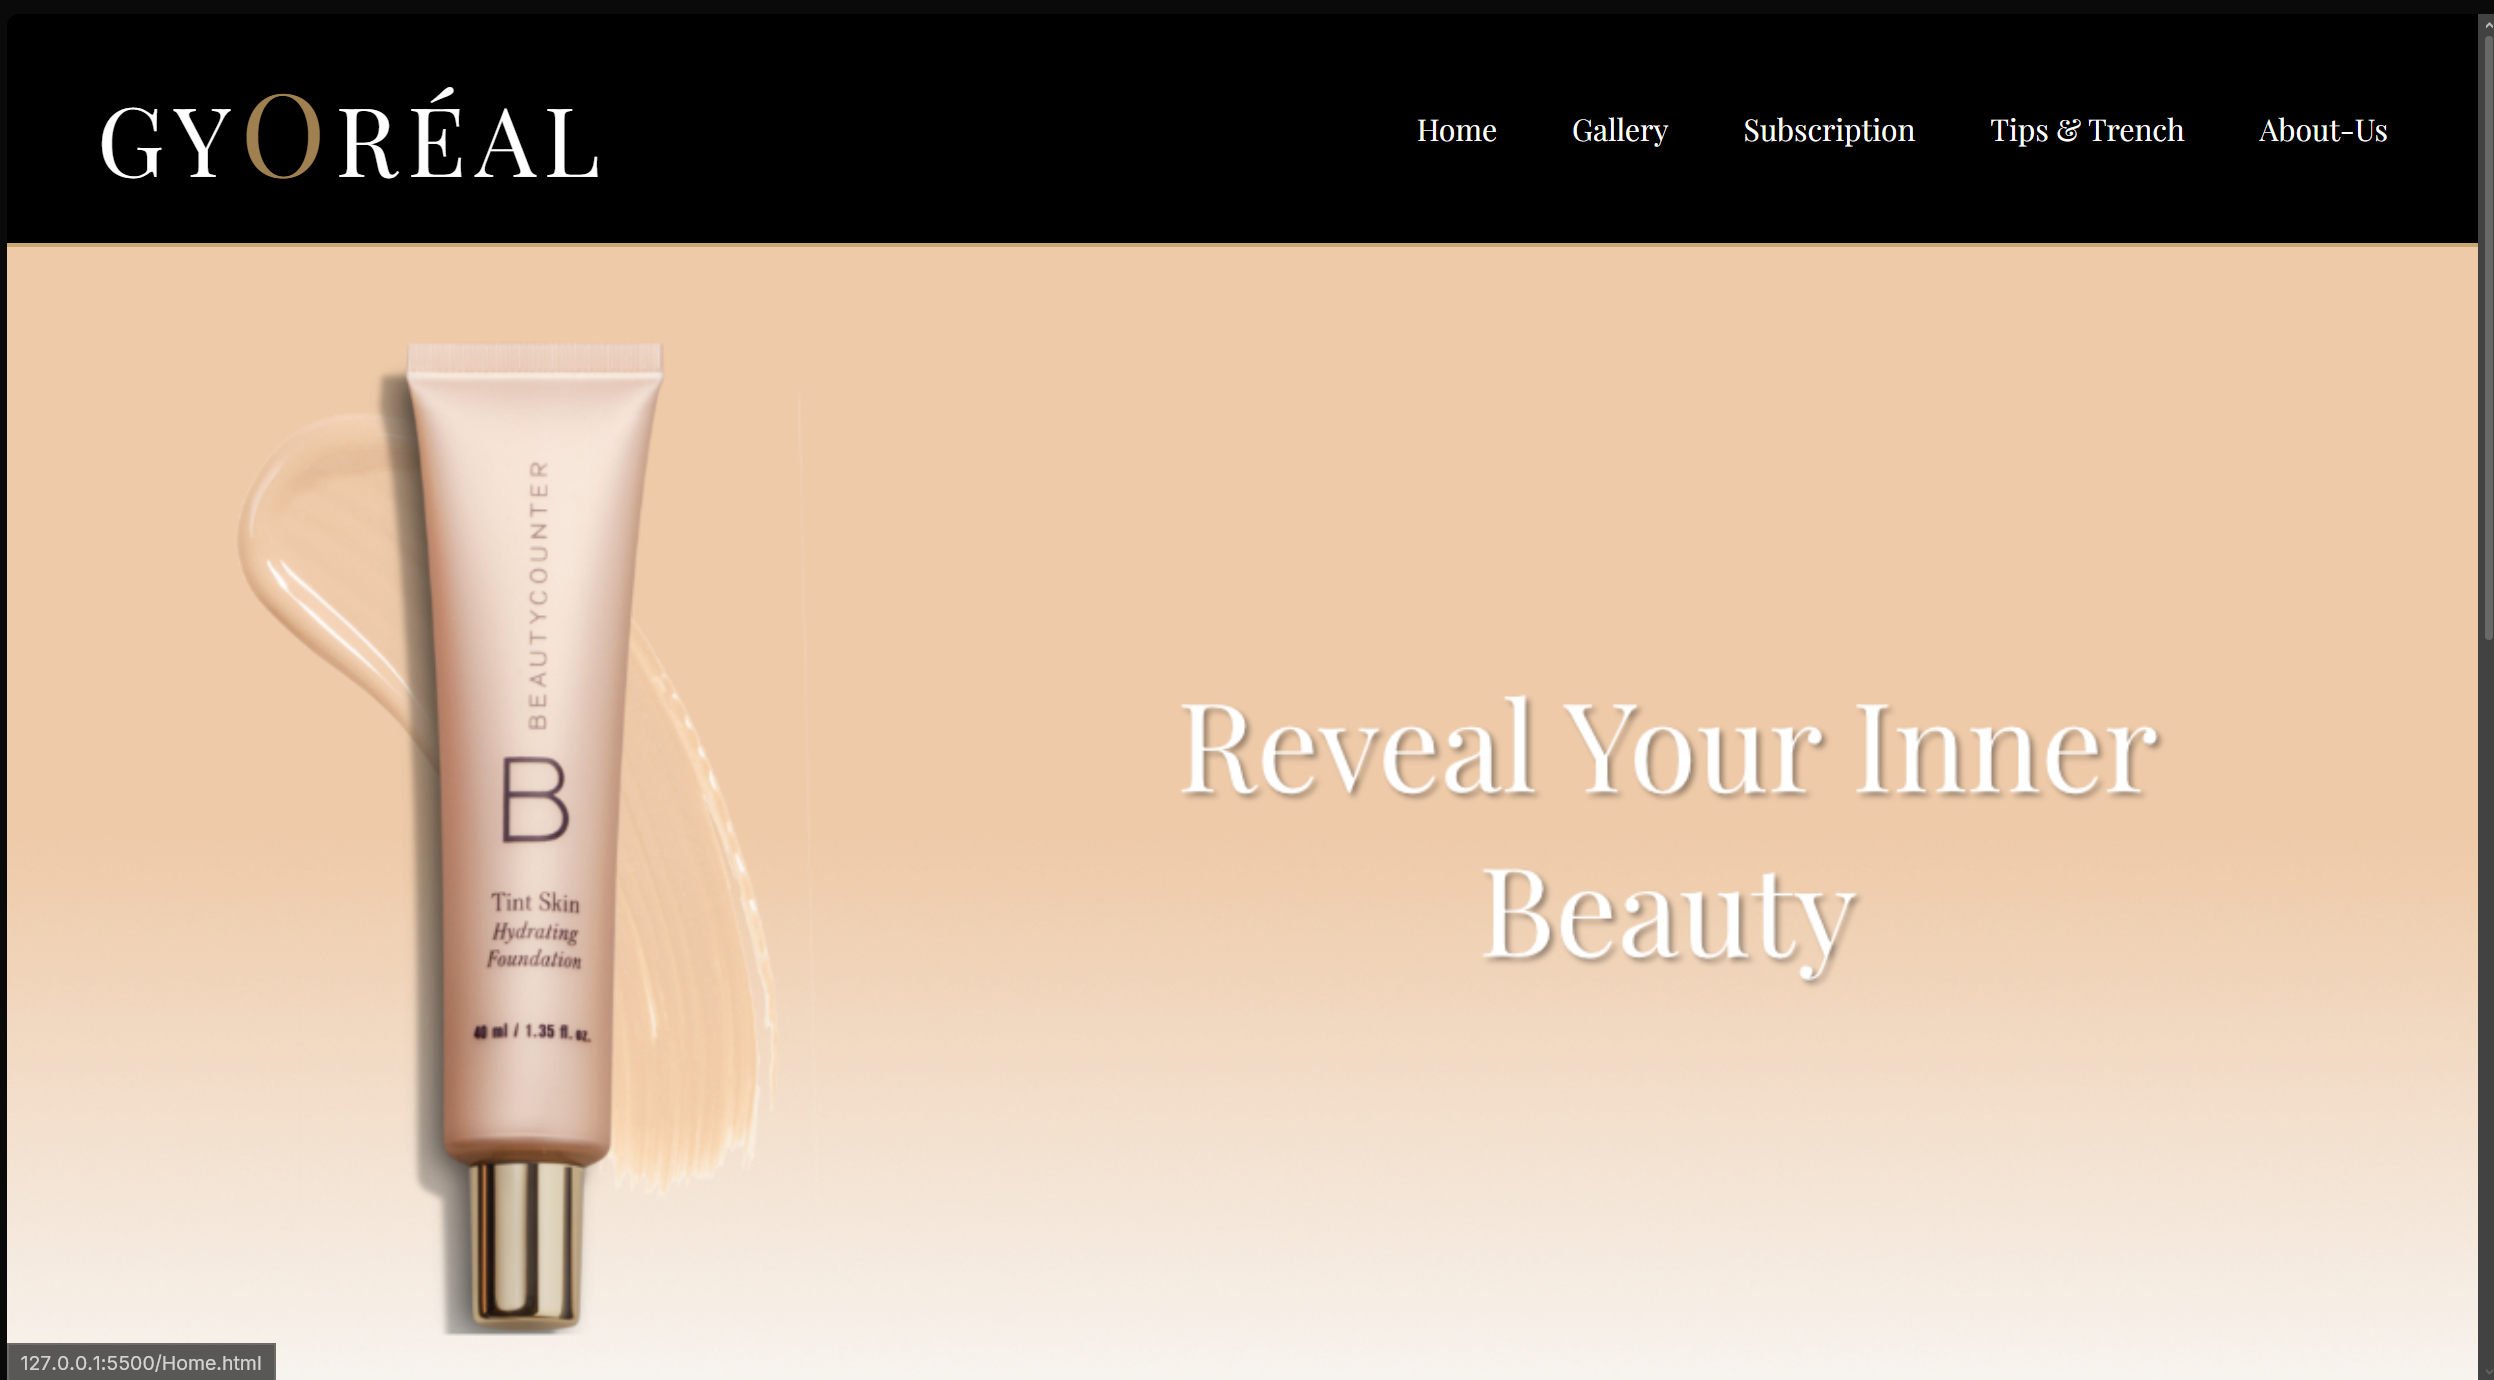 GYORÉAL
Home Gallery Subscription Tips & Trench About-Us
BEAUTYCOUNTER
B
Tint Skin
Hydrating
Foundation
40 ml / 1.35 fl. oz.
Reveal Your Inner
Beauty
127.0.0.1:5500/Home.html